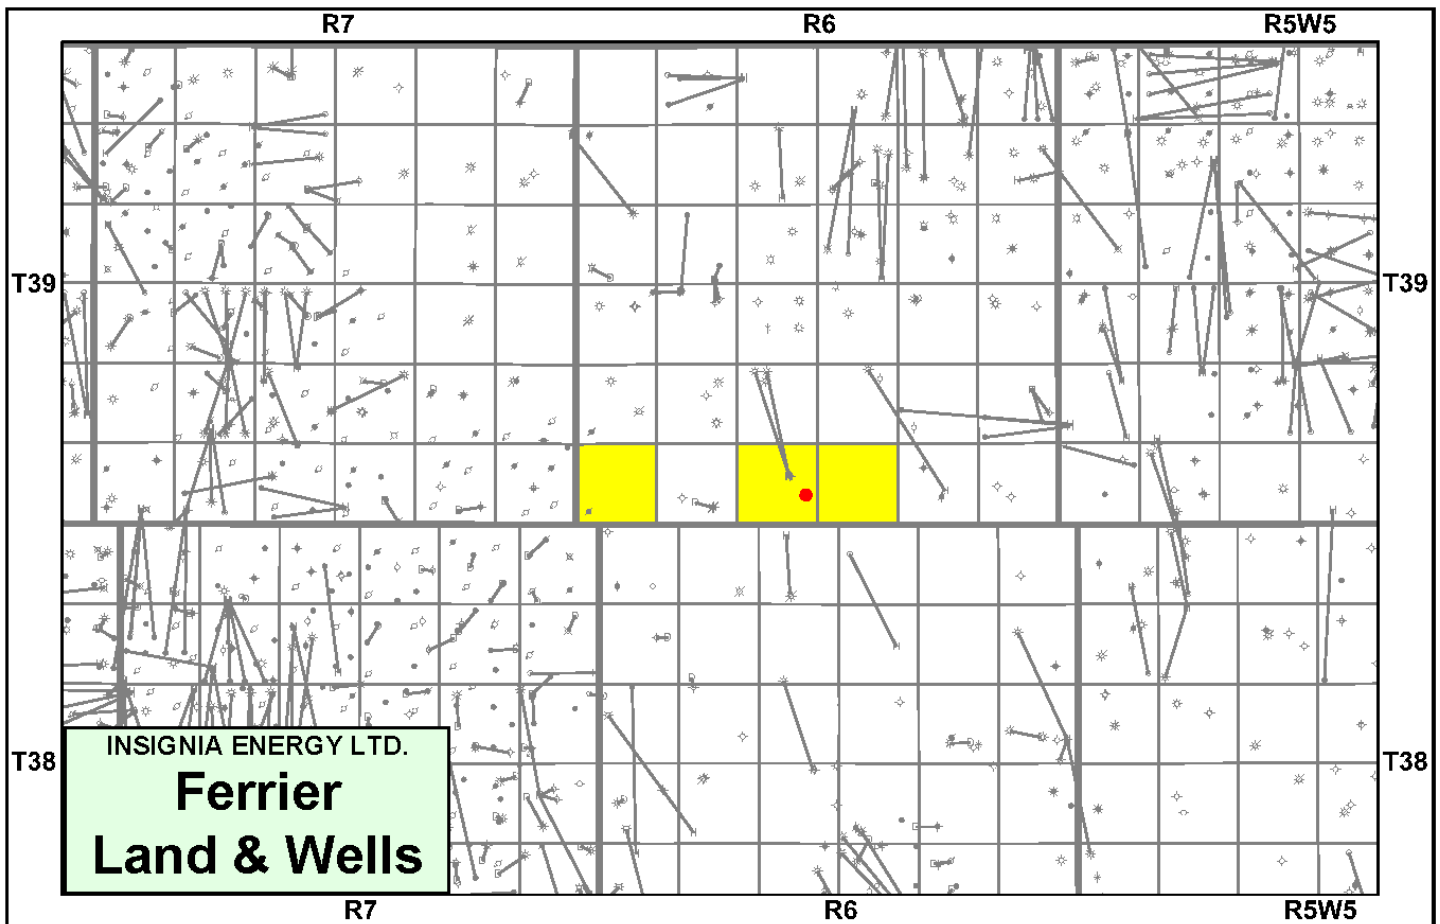 R7 R6 R5W5
T39 T39
T38 T38
INSIGNIA ENERGY LTD.
Ferrier
Land & Wells
R7 R6 R5W5